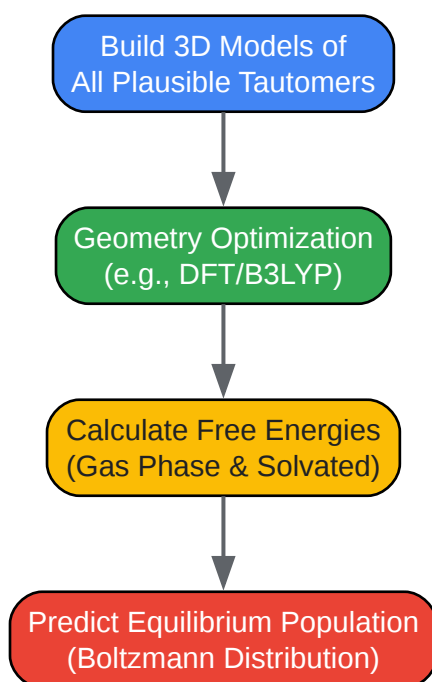 Build 3D Models of
All Plausible Tautomers
Geometry Optimization
(e.g., DFT/B3LYP)
Calculate Free Energies
(Gas Phase & Solvated)
Predict Equilibrium Population
(Boltzmann Distribution)